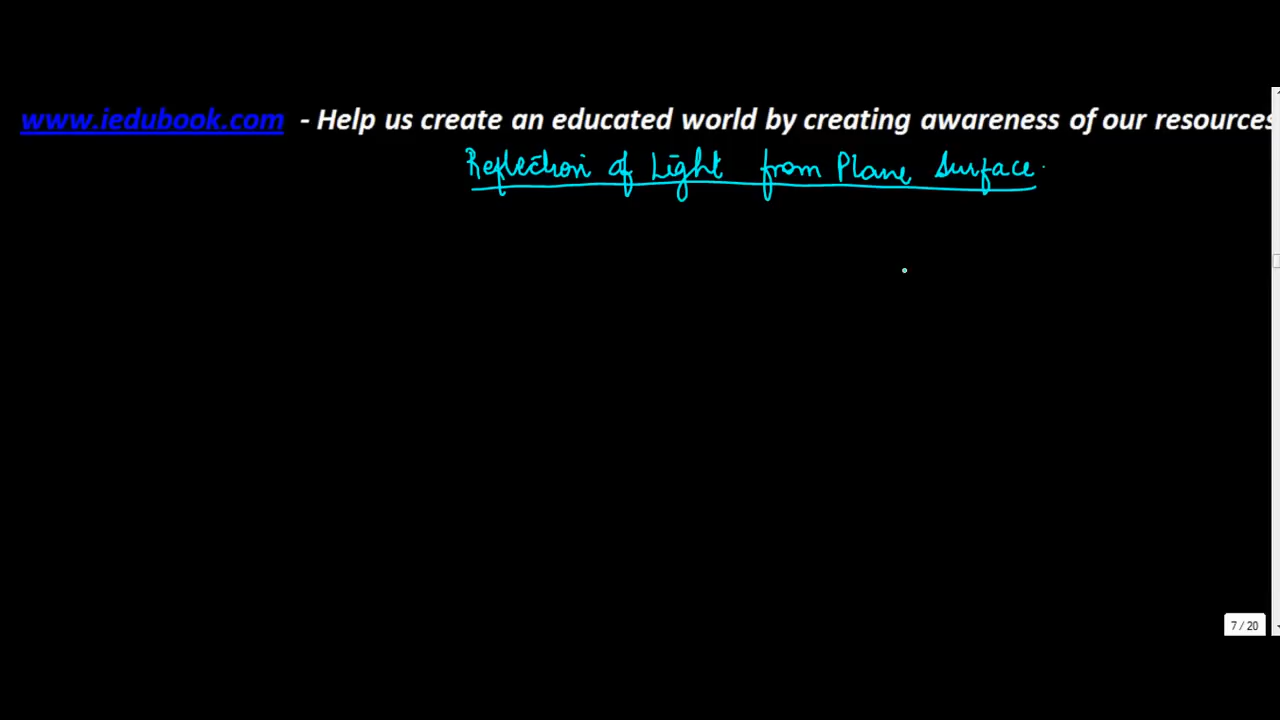 www.iedubook.com - Help us create an educated world by creating awareness of our resources
Reflection of Light from Plane Surface.
7 / 20